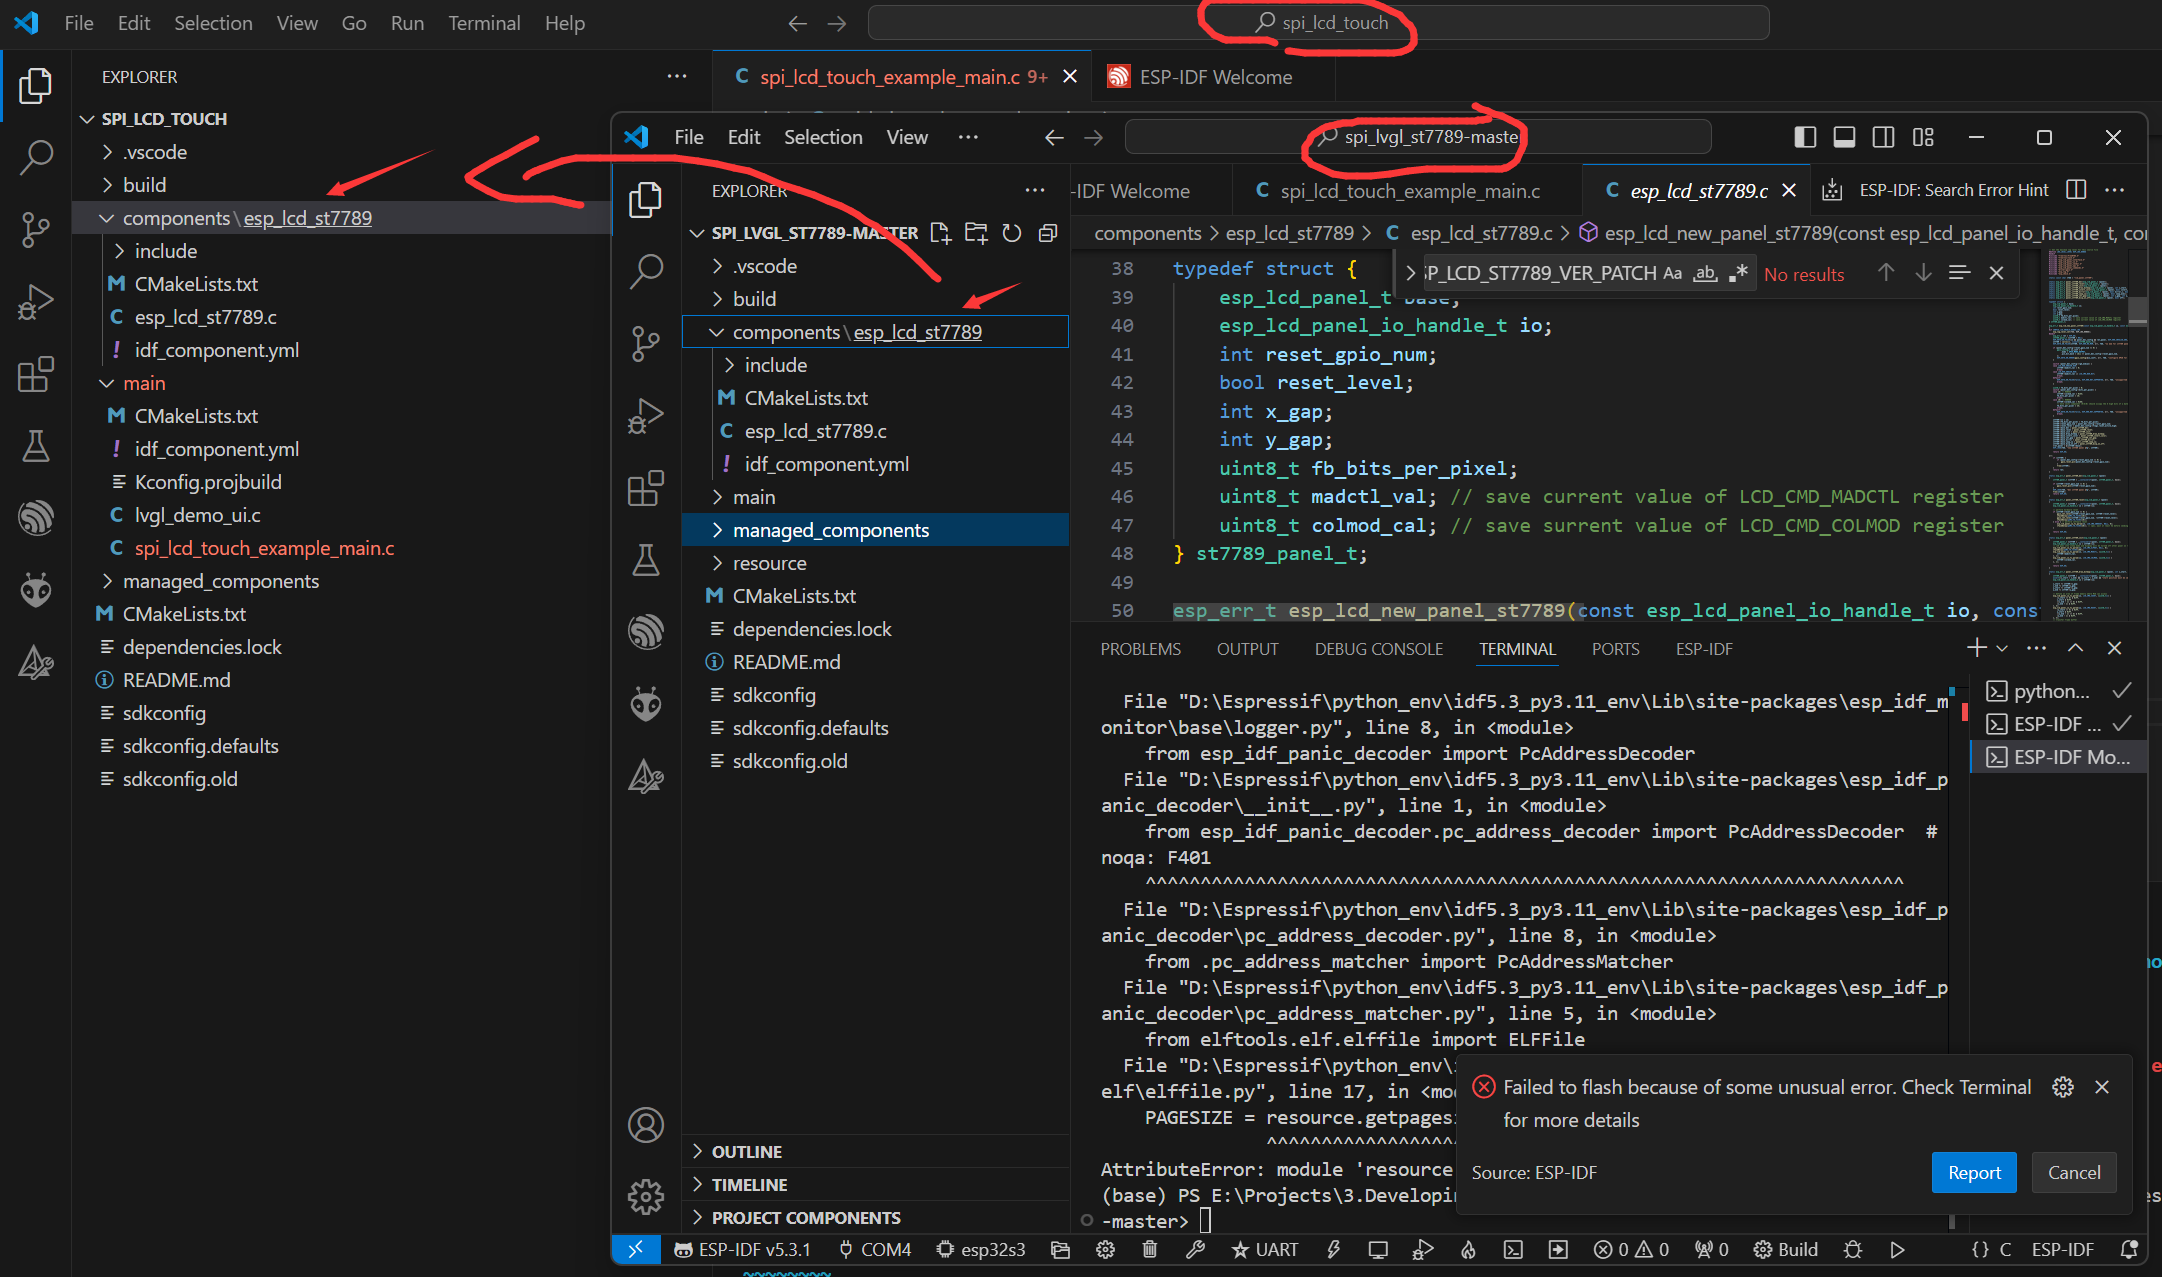 File Edit Selection View Go Run Terminal Help
spi_lcd_touch
EXPLORER
SPI_LCD_TOUCH
.vscode
build
components\esp_lcd_st7789
include
CMakeLists.txt
esp_lcd_st7789.c
idf_component.yml
main
CMakeLists.txt
idf_component.yml
Kconfig.projbuild
lvgl_demo_ui.c
spi_lcd_touch_example_main.c
managed_components
CMakeLists.txt
dependencies.lock
README.md
sdkconfig
sdkconfig.defaults
sdkconfig.old
spi_lcd_touch_example_main.c 9+
ESP-IDF Welcome
File Edit Selection View
spi_lvgl_st7789-maste
EXPLORER
SPI_LVGL_ST7789-MASTER
.vscode
build
components\esp_lcd_st7789
include
CMakeLists.txt
esp_lcd_st7789.c
idf_component.yml
main
managed_components
resource
CMakeLists.txt
dependencies.lock
README.md
sdkconfig
sdkconfig.defaults
sdkconfig.old
OUTLINE
TIMELINE
PROJECT COMPONENTS
-IDF Welcome
spi_lcd_touch_example_main.c
esp_lcd_st7789.c
ESP-IDF: Search Error Hint
components > esp_lcd_st7789 > C esp_lcd_st7789.c > esp_lcd_new_panel_st7789(const esp_lcd_panel_io_handle_t, co
P_LCD_ST7789_VER_PATCH Aa ab .* No results
38 typedef struct {
39 esp_lcd_panel_t base;
40 esp_lcd_panel_io_handle_t io;
41 int reset_gpio_num;
42 bool reset_level;
43 int x_gap;
44 int y_gap;
45 uint8_t fb_bits_per_pixel;
46 uint8_t madctl_val; // save current value of LCD_CMD_MADCTL register
47 uint8_t colmod_cal; // save surrent value of LCD_CMD_COLMOD register
48 } st7789_panel_t;
49
50 esp_err_t esp_lcd_new_panel_st7789(const esp_lcd_panel_io_handle_t io, cons
PROBLEMS OUTPUT DEBUG CONSOLE TERMINAL PORTS ESP-IDF
File "D:\Espressif\python_env\idf5.3_py3.11_env\Lib\site-packages\esp_idf_m
onitor\base\logger.py", line 8, in <module>
from esp_idf_panic_decoder import PcAddressDecoder
File "D:\Espressif\python_env\idf5.3_py3.11_env\Lib\site-packages\esp_idf_p
anic_decoder\__init__.py", line 1, in <module>
from esp_idf_panic_decoder.pc_address_decoder import PcAddressDecoder #
noqa: F401
^^^^^^^^^^^^^^^^^^^^^^^^^^^^^^^^^^^^^^^^^^^^^^^^^^^^^^^^^^^^^^^^^^^^^
File "D:\Espressif\python_env\idf5.3_py3.11_env\Lib\site-packages\esp_idf_p
anic_decoder\pc_address_decoder.py", line 8, in <module>
from .pc_address_matcher import PcAddressMatcher
File "D:\Espressif\python_env\idf5.3_py3.11_env\Lib\site-packages\esp_idf_p
anic_decoder\pc_address_matcher.py", line 5, in <module>
from elftools.elf.elffile import ELFFile
File "D:\Espressif\python_env\
elf\elffile.py", line 17, in <mo
PAGESIZE = resource.getpages
^^^^^^^^^^^^^^^^^
AttributeError: module 'resource
(base) PS E:\Projects\3.Developin
-master>
python...
ESP-IDF ...
ESP-IDF Mo...
Failed to flash because of some unusual error. Check Terminal
for more details
Source: ESP-IDF
Report
Cancel
ESP-IDF v5.3.1 COM4 esp32s3 UART 0 0 0 Build {} C ESP-IDF